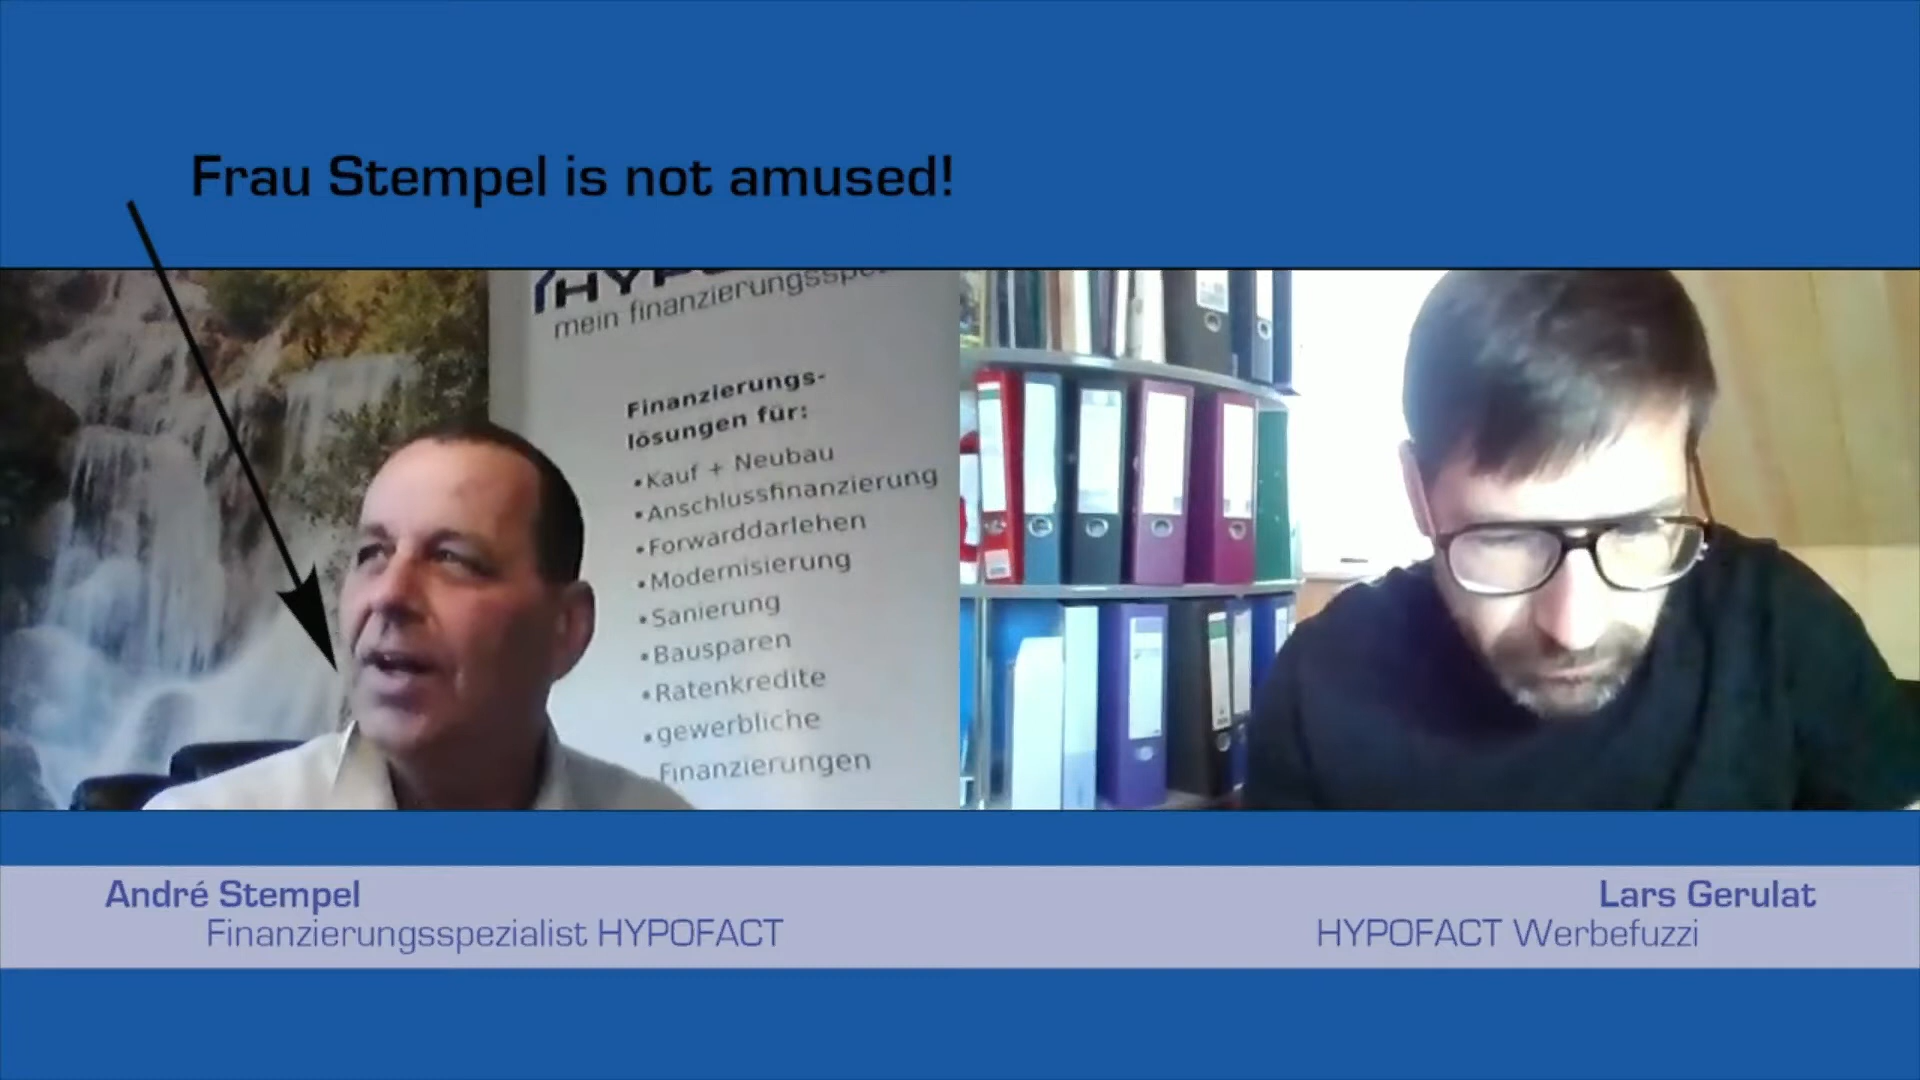 Frau Stempel is not amused!
mein
Finanzierungs-
lösungen für:
•Kauf + Neubau
•Anschlussfinanzierung
•Forwarddarlehen
•Modernisierung
•Sanierung
•Bausparen
•Ratenkredite
•gewerbliche
Finanzierungen
André Stempel
Finanzierungsspezialist HYPOFACT
Lars Gerulat
HYPOFACT Werbefuzzi